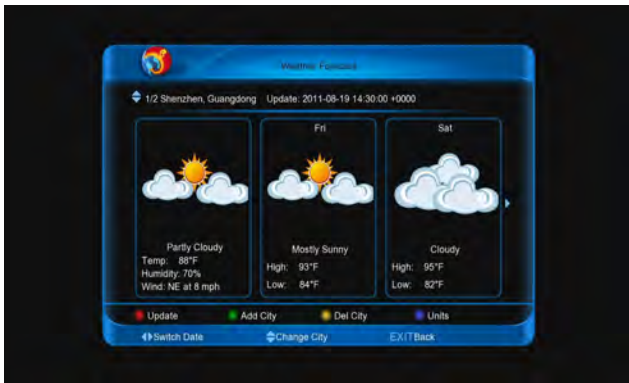 Weather Forecast
1/2 Shenzhen, Guangdong Update: 2011-08-19 14:30:00 +0000
Partly Cloudy
Temp: 88°F
Humidity: 70%
Wind: NE at 8 mph
Fri
Mostly Sunny
High: 93°F
Low: 84°F
Sat
Cloudy
High: 95°F
Low: 82°F
Update Add City Del City Units
Switch Date Change City EXIT Back